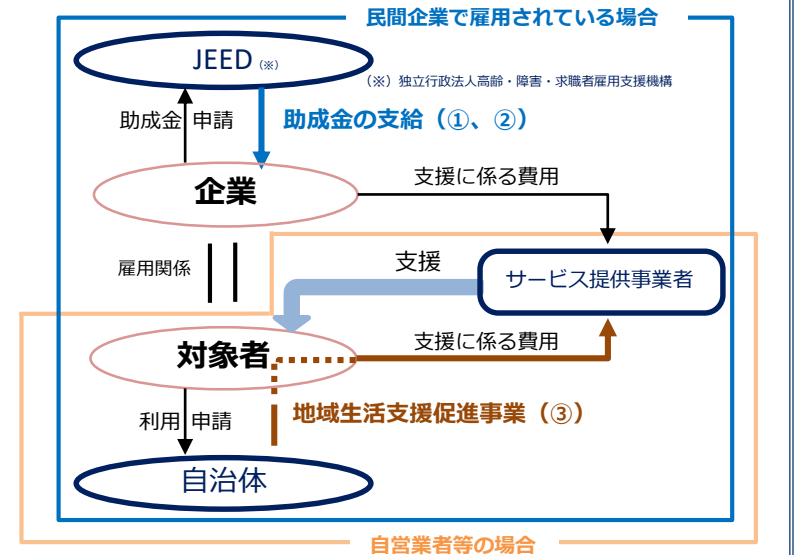 民間企業で雇用されている場合
JEED（※）
（※）独立行政法人高齢・障害・求職者雇用支援機構
助成金 申請
助成金の支給（①、②）
企業
支援に係る費用
雇用関係
支援
サービス提供事業者
対象者
支援に係る費用
利用 申請
地域生活支援促進事業（③）
自治体
自営業者等の場合